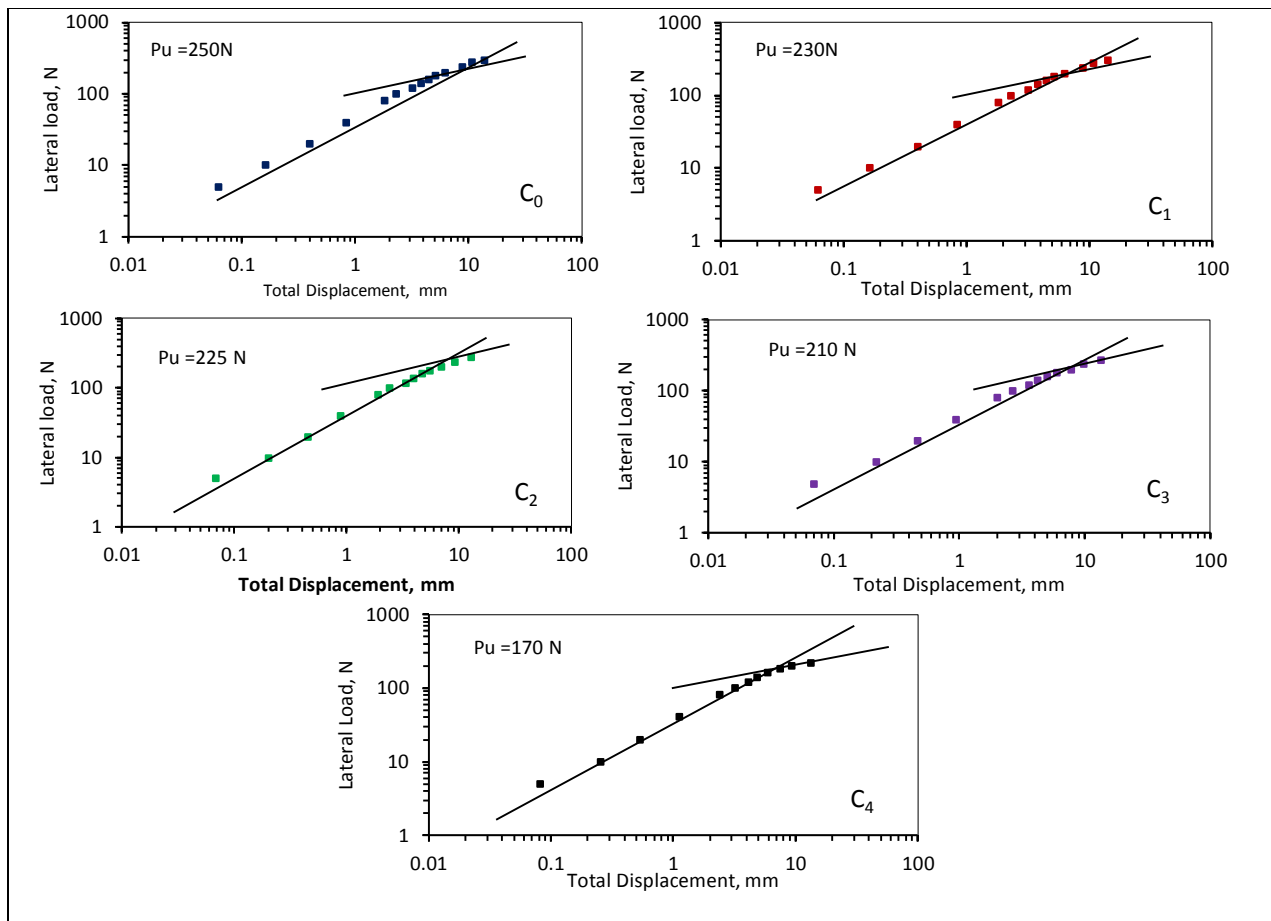 1000
100
10
1
Lateral load, N
Pu =250N
C0
0.01 0.1 1 10 100
Total Displacement, mm
1000
100
10
1
Lateral load, N
Pu =230N
C1
0.01 0.1 1 10 100
Total Displacement, mm
1000
100
10
1
Lateral load, N
Pu =225 N
C2
0.01 0.1 1 10 100
Total Displacement, mm
1000
100
10
1
Lateral Load, N
Pu =210 N
C3
0.01 0.1 1 10 100
Total Displacement, mm
1000
100
10
1
Lateral Load, N
Pu =170 N
C4
0.01 0.1 1 10 100
Total Displacement, mm